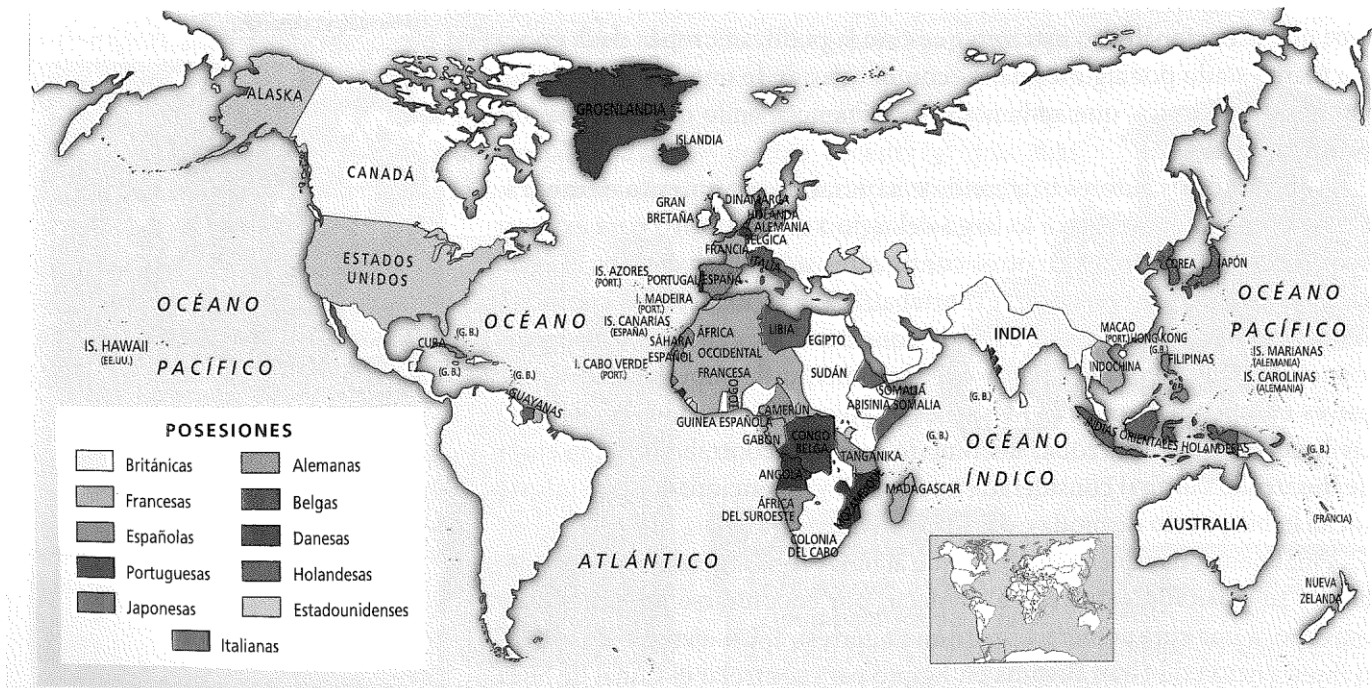 ALASKA
GROENLANDIA
ISLANDIA
CANADÁ
GRAN
BRETAÑA
DINAMARCA
HOLANDA
ALEMANIA
BÉLGICA
FRANCIA
ITALIA
ESTADOS
UNIDOS
IS. AZORES
(PORT.)
PORTUGAL
ESPAÑA
COREA
JAPÓN
OCÉANO
PACÍFICO
IS. HAWAII
(EE.UU.)
OCÉANO
ATLÁNTICO
I. MADEIRA
(PORT.)
IS. CANARIAS
(ESPAÑA)
I. CABO VERDE
(PORT.)
CUBA
(G. B.)
(G. B.)
(G. B.)
GUAYANAS
SÁHARA
ESPAÑOL
ÁFRICA
OCCIDENTAL
FRANCESA
LIBIA
EGIPTO
SUDÁN
TOGO
CAMERÚN
GUINEA ESPAÑOLA
GABÓN
CONGO
BELGA
SOMALIA
ABISINIA
SOMALIA
TANGANIKA
ANGOLA
MOZAMBIQUE
MADAGASCAR
ÁFRICA
DEL SUROESTE
COLONIA
DEL CABO
INDIA
MACAO
(PORT.)
HONG-KONG
(G.B.)
INDOCHINA
FILIPINAS
OCÉANO
PACÍFICO
IS. MARIANAS
(ALEMANIA)
IS. CAROLINAS
(ALEMANIA)
(G. B.)
(G. B.)
OCÉANO
ÍNDICO
INDIAS ORIENTALES HOLANDESAS
(G. B.)
AUSTRALIA
(FRANCIA)
NUEVA
ZELANDA
POSESIONES
Británicas
Francesas
Españolas
Portuguesas
Japonesas
Alemanas
Belgas
Danesas
Holandesas
Estadounidenses
Italianas